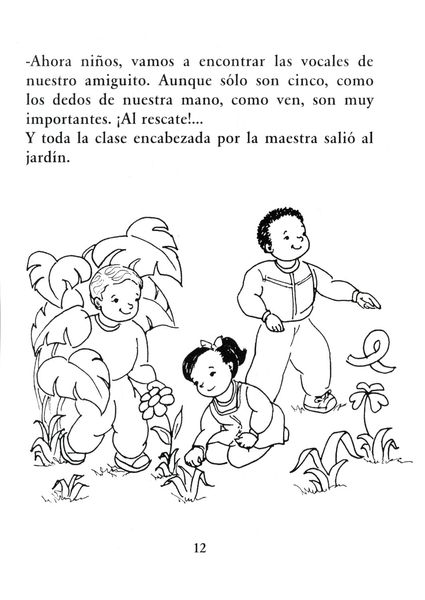 -Ahora niños, vamos a encontrar las vocales de
nuestro amiguito. Aunque sólo son cinco, como
los dedos de nuestra mano, como ven, son muy
importantes. ¡Al rescate!...
Y toda la clase encabezada por la maestra salió al
jardín.
12